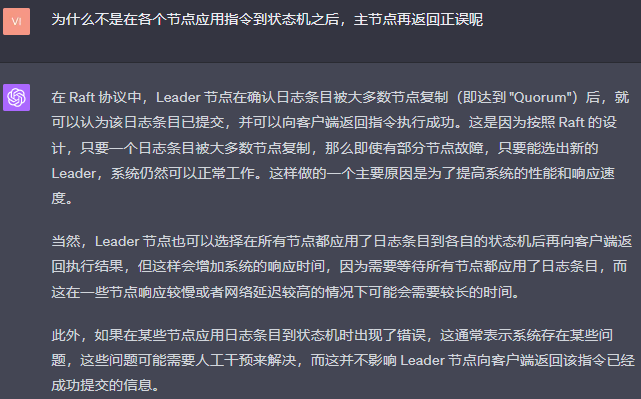 VI
为什么不是在各个节点应用指令到状态机之后，主节点再返回正误呢
在 Raft 协议中，Leader 节点在确认日志条目被大多数节点复制（即达到 "Quorum"）后，就
可以认为该日志条目已提交，并可以向客户端返回指令执行成功。这是因为按照 Raft 的设
计，只要一个日志条目被大多数节点复制，那么即使有部分节点故障，只要能选出新的
Leader，系统仍然可以正常工作。这样做的一个主要原因是为了提高系统的性能和响应速
度。
当然，Leader 节点也可以选择在所有节点都应用了日志条目到各自的状态机后再向客户端返
回执行结果，但这样会增加系统的响应时间，因为需要等待所有节点都应用了日志条目，而
这在一些节点响应较慢或者网络延迟较高的情况下可能会需要较长的时间。
此外，如果在某些节点应用日志条目到状态机时出现了错误，这通常表示系统存在某些问
题，这些问题可能需要人工干预来解决，而这并不影响 Leader 节点向客户端返回该指令已经
成功提交的信息。